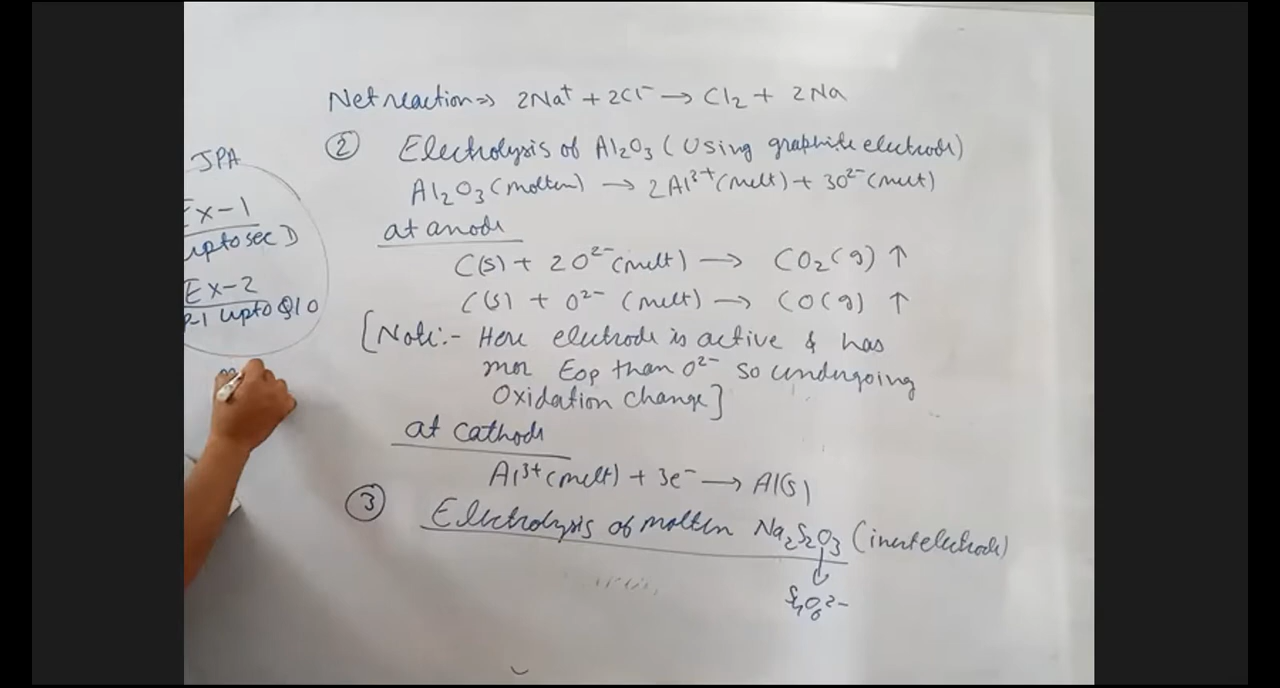 Net reaction ⇒ 2Na⁺ + 2Cl⁻ → Cl₂ + 2Na
② Electrolysis of Al₂O₃ (Using graphite electrode)
Al₂O₃ (molten) → 2Al³⁺ (melt) + 3O²⁻ (melt)
at anode
C(s) + 2O²⁻ (melt) → CO₂(g) ↑
C(s) + O²⁻ (melt) → CO(g) ↑
[Note:- Here electrode is active & has
mor Eop than O²⁻ so undergoing
Oxidation change]
at cathode
Al³⁺ (melt) + 3e⁻ → Al(s)
③ Electrolysis of molten Na₂S₂O₃ (inert electrode)
S₄O₆²⁻
JPA
Ex-1
upto sec D
Ex-2
P-1 upto Q10